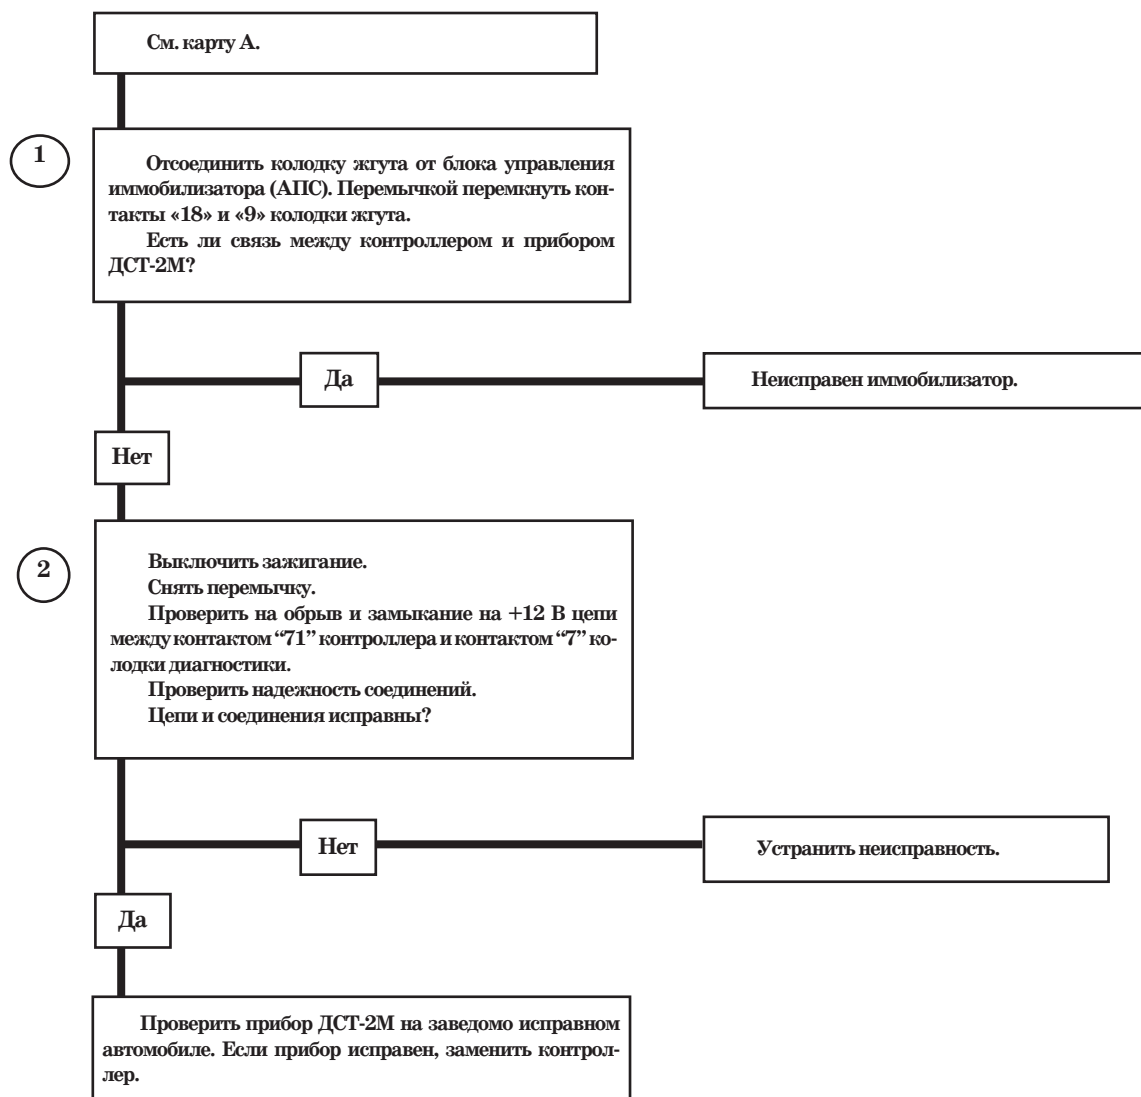 См. карту А.
1
Отсоединить колодку жгута от блока управления
иммобилизатора (АПС). Перемычкой перемкнуть кон-
такты «18» и «9» колодки жгута.
Есть ли связь между контроллером и прибором
ДСТ-2М?
Да
Неисправен иммобилизатор.
Нет
2
Выключить зажигание.
Снять перемычку.
Проверить на обрыв и замыкание на +12 В цепи
между контактом “71” контроллера и контактом “7” ко-
лодки диагностики.
Проверить надежность соединений.
Цепи и соединения исправны?
Нет
Устранить неисправность.
Да
Проверить прибор ДСТ-2М на заведомо исправном
автомобиле. Если прибор исправен, заменить контрол-
лер.